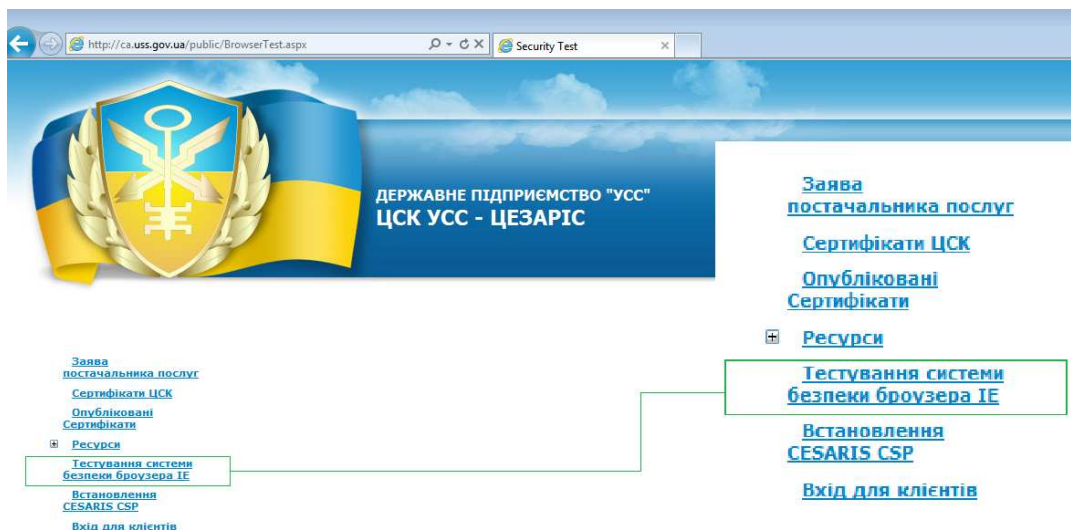 http://ca.uss.gov.ua/public/BrowserTest.aspx
Security Test
ДЕРЖАВНЕ ПІДПРИЄМСТВО "УСС"
ЦСК УСС - ЦЕЗАРІС
Заява
постачальника послуг
Сертифікати ЦСК
Опубліковані
Сертифікати
Ресурси
Тестування системи
безпеки броузера IE
Встановлення
CESARIS CSP
Вхід для клієнтів
Заява
постачальника послуг
Сертифікати ЦСК
Опубліковані
Сертифікати
Ресурси
Тестування системи
безпеки броузера IE
Встановлення
CESARIS CSP
Вхід для клієнтів